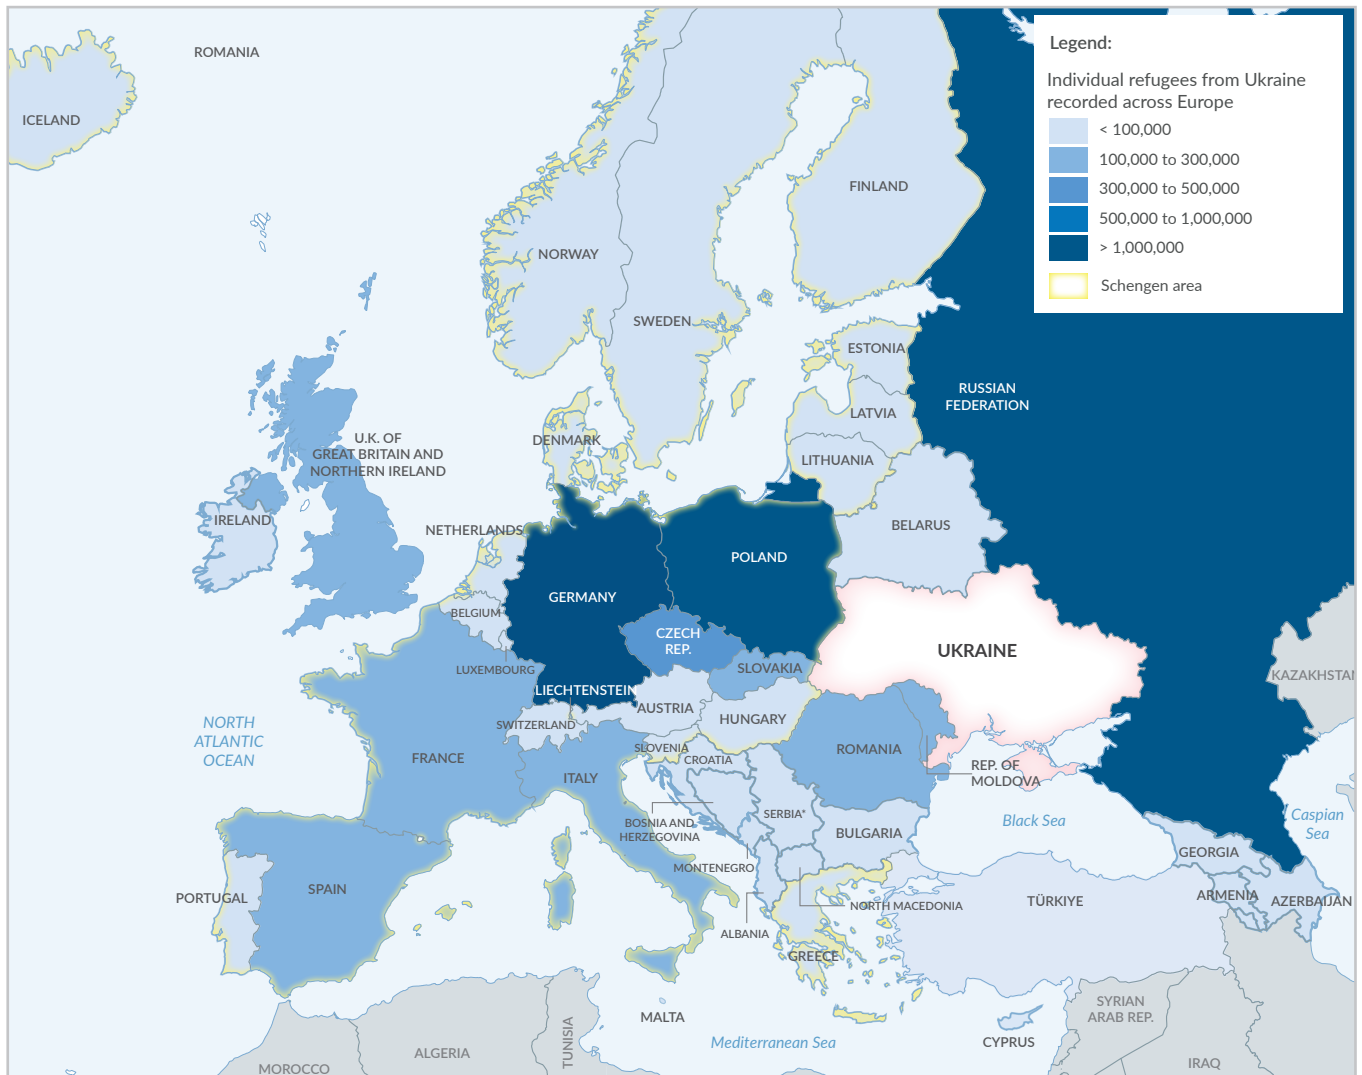 ROMANIA
ICELAND
Legend:
Individual refugees from Ukraine
recorded across Europe
< 100,000
100,000 to 300,000
300,000 to 500,000
500,000 to 1,000,000
> 1,000,000
Schengen area
FINLAND
NORWAY
SWEDEN
ESTONIA
RUSSIAN
FEDERATION
LATVIA
DENMARK
U.K. OF
GREAT BRITAIN AND
NORTHERN IRELAND
LITHUANIA
IRELAND
BELARUS
NETHERLANDS
POLAND
GERMANY
BELGIUM
CZECH
REP.
UKRAINE
LUXEMBOURG
SLOVAKIA
KAZAKHSTAN
LIECHTENSTEIN
AUSTRIA
HUNGARY
SWITZERLAND
NORTH
ATLANTIC
OCEAN
SLOVENIA
CROATIA
ROMANIA
FRANCE
ITALY
REP. OF
MOLDOVA
SERBIA*
BOSNIA AND
HERZEGOVINA
BULGARIA
Black Sea
Caspian
Sea
GEORGIA
MONTENEGRO
SPAIN
PORTUGAL
NORTH MACEDONIA
TÜRKIYE
ARMENIA
AZERBAIJAN
ALBANIA
GREECE
MALTA
SYRIAN
ARAB REP.
CYPRUS
Mediterranean Sea
TUNISIA
ALGERIA
MOROCCO
IRAQ